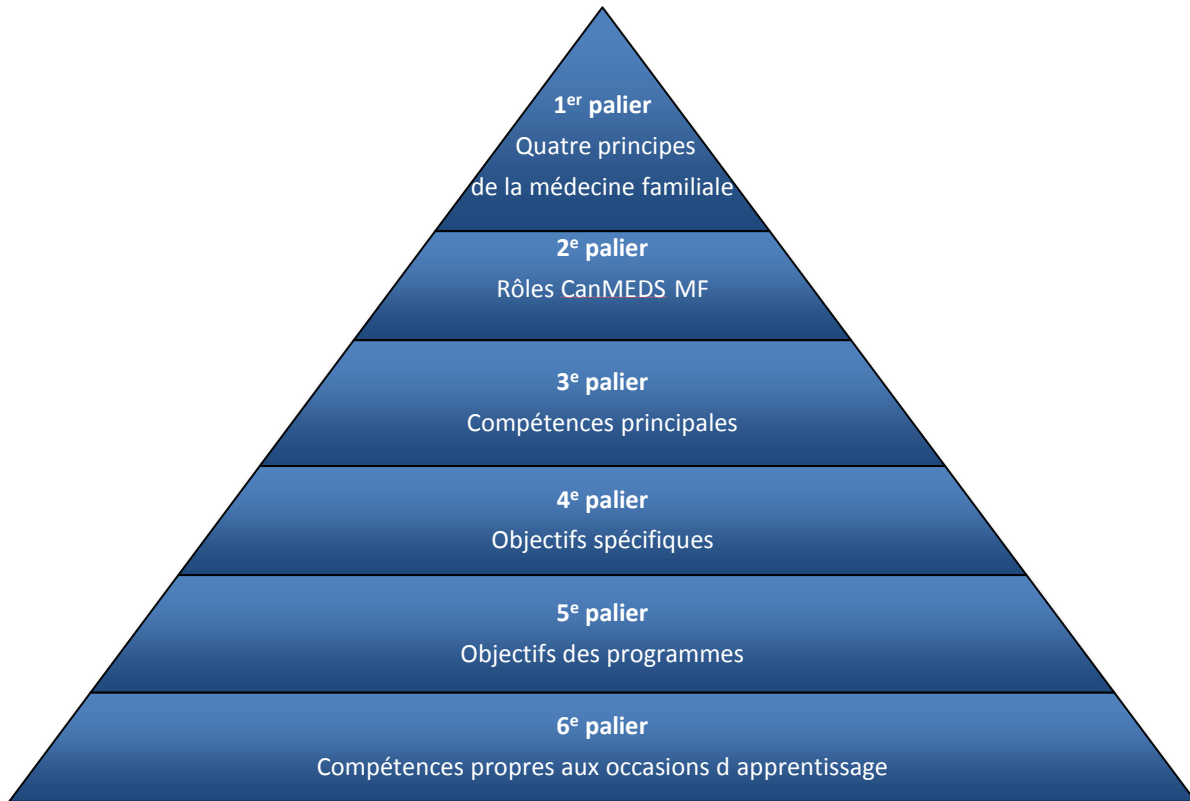 1er palier
Quatre principes
de la médecine familiale
2e palier
Rôles CanMEDS MF
3e palier
Compétences principales
4e palier
Objectifs spécifiques
5e palier
Objectifs des programmes
6e palier
Compétences propres aux occasions d apprentissage